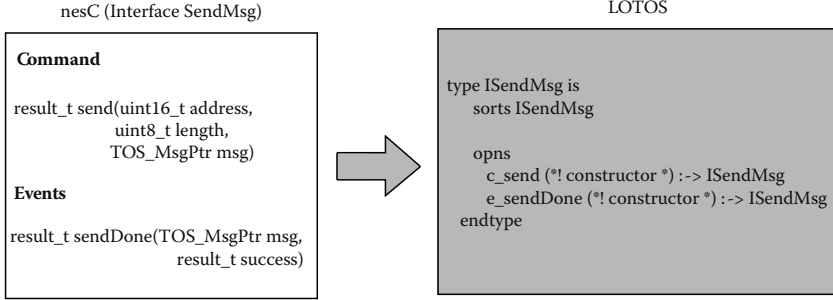 nesC (Interface SendMsg)
Command
result_t send(uint16_t address,
uint8_t length,
TOS_MsgPtr msg)
Events
result_t sendDone(TOS_MsgPtr msg,
result_t success)
LOTOS
type ISendMsg is
sorts ISendMsg
opns
c_send (*! constructor *) :-> ISendMsg
e_sendDone (*! constructor *) :-> ISendMsg
endtype